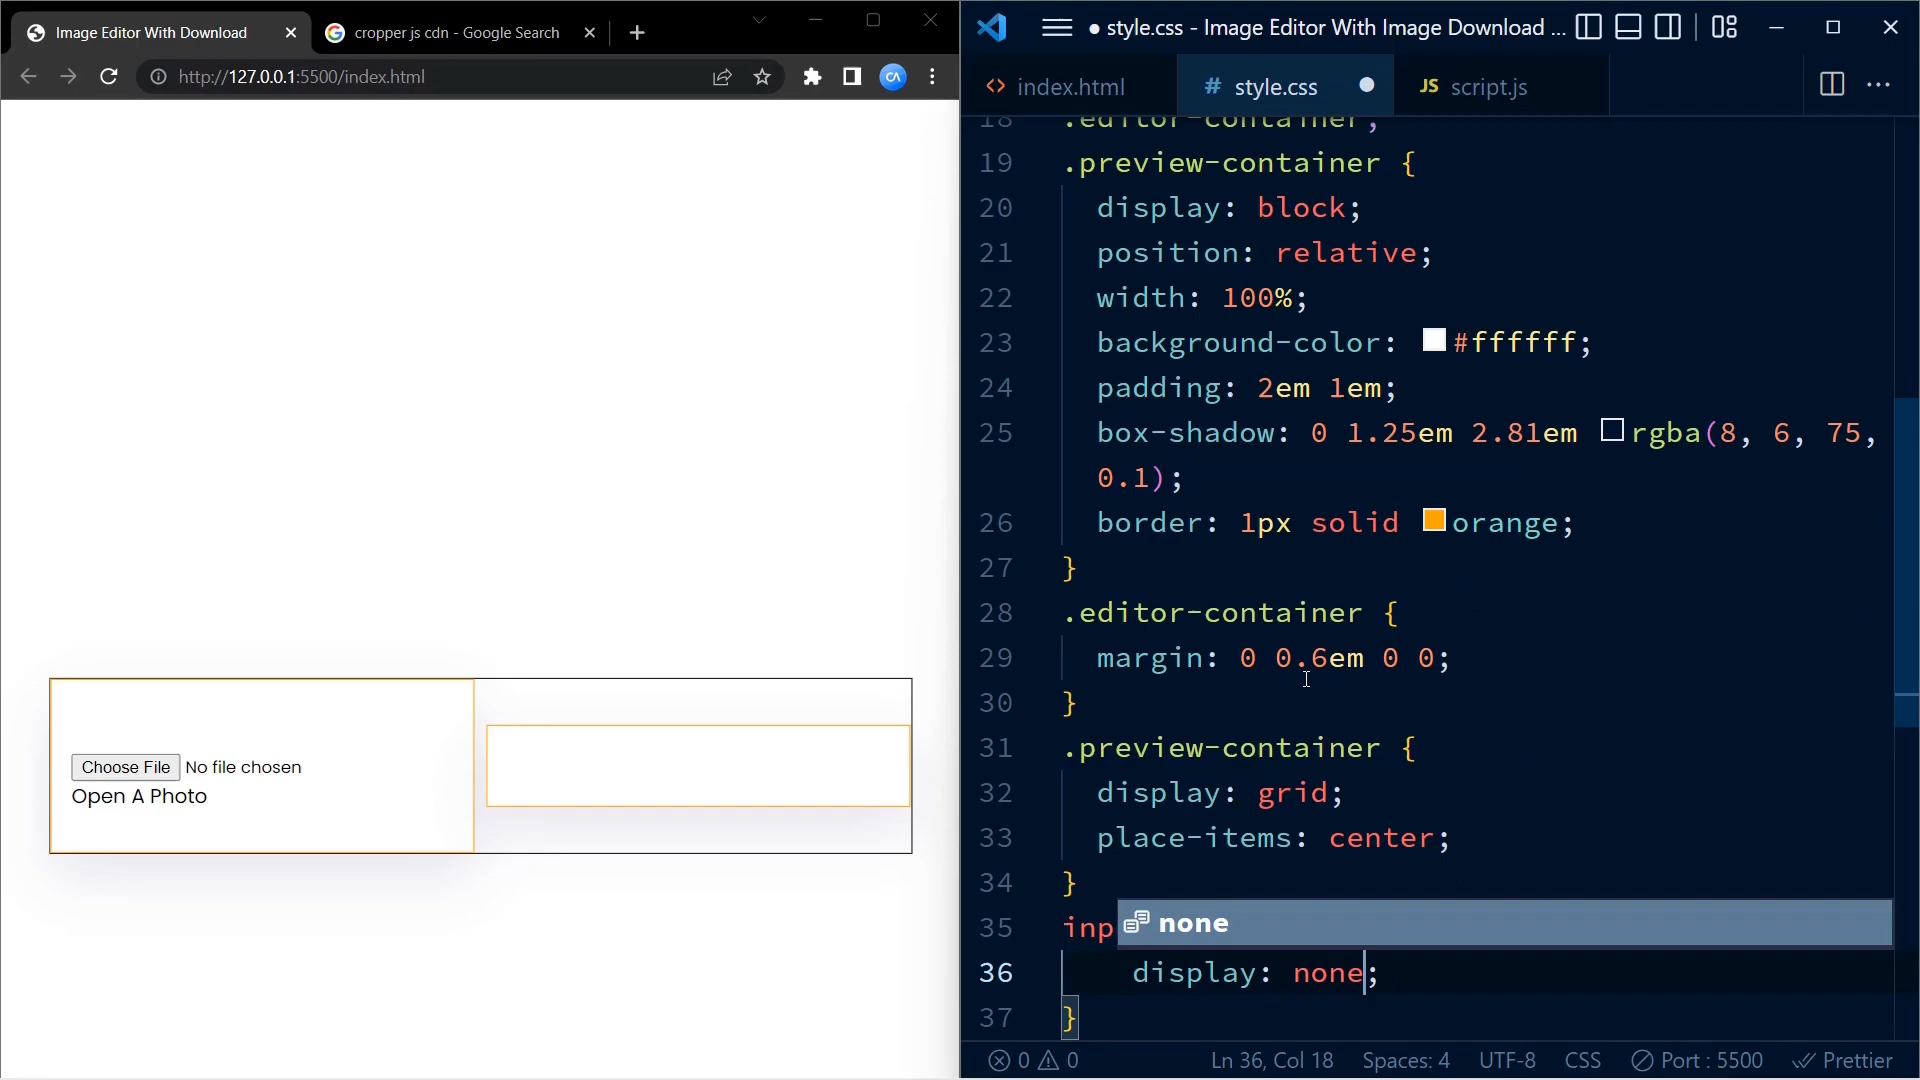 Image Editor With Download
cropper js cdn - Google Search
http://127.0.0.1:5500/index.html
CA
Choose File No file chosen
Open A Photo
● style.css - Image Editor With Image Download ...
<> index.html
# style.css
JS script.js
18 .editor-container,
19 .preview-container {
20 display: block;
21 position: relative;
22 width: 100%;
23 background-color: #ffffff;
24 padding: 2em 1em;
25 box-shadow: 0 1.25em 2.81em rgba(8, 6, 75,
0.1);
26 border: 1px solid orange;
27 }
28 .editor-container {
29 margin: 0 0.6em 0 0;
30 }
31 .preview-container {
32 display: grid;
33 place-items: center;
34 }
35 inp
none
36 display: none;
37 }
0 0
Ln 36, Col 18 Spaces: 4 UTF-8 CSS Port : 5500 Prettier